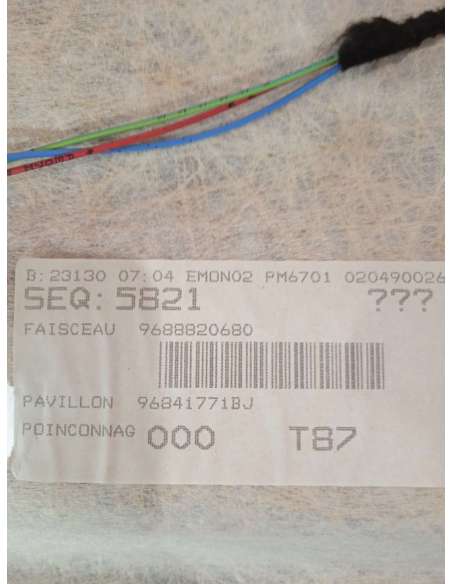 B:23130 07:04 EMON02 PM6701 020490026
SEQ:5821 ???
FAISCEAU 9688820680
PAVILLON 96841771BJ
POINCONNAG 000 T87